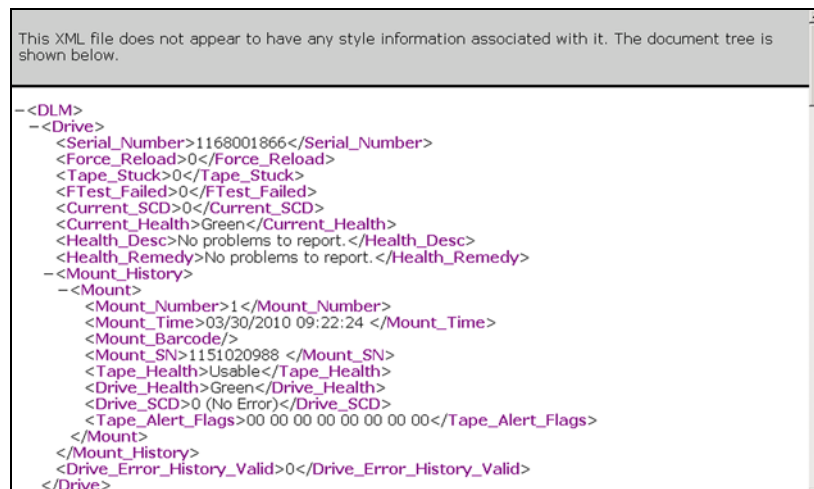 This XML file does not appear to have any style information associated with it. The document tree is
shown below.
−<DLM>
−<Drive>
<Serial_Number>1168001866</Serial_Number>
<Force_Reload>0</Force_Reload>
<Tape_Stuck>0</Tape_Stuck>
<FTest_Failed>0</FTest_Failed>
<Current_SCD>0</Current_SCD>
<Current_Health>Green</Current_Health>
<Health_Desc>No problems to report.</Health_Desc>
<Health_Remedy>No problems to report.</Health_Remedy>
−<Mount_History>
−<Mount>
<Mount_Number>1</Mount_Number>
<Mount_Time>03/30/2010 09:22:24 </Mount_Time>
<Mount_Barcode/>
<Mount_SN>1151020988 </Mount_SN>
<Tape_Health>Usable</Tape_Health>
<Drive_Health>Green</Drive_Health>
<Drive_SCD>0 (No Error)</Drive_SCD>
<Tape_Alert_Flags>00 00 00 00 00 00 00 00</Tape_Alert_Flags>
</Mount>
</Mount_History>
<Drive_Error_History_Valid>0</Drive_Error_History_Valid>
</Drive>